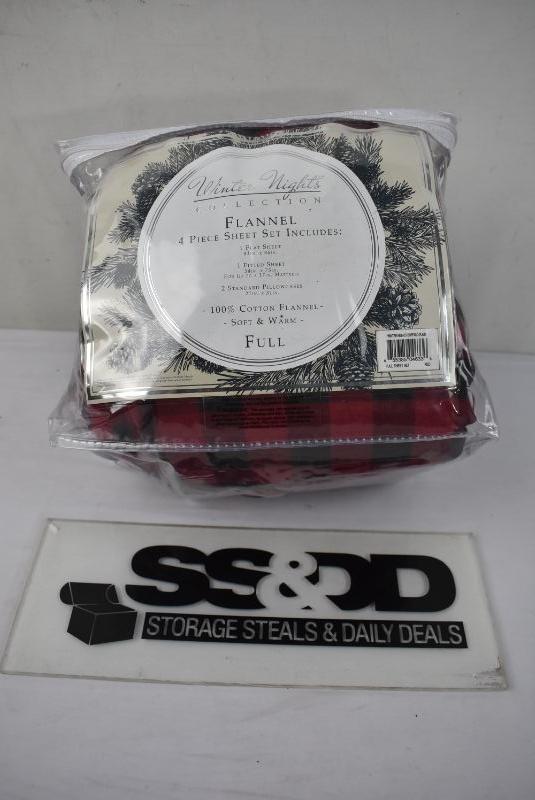 Winter Nights
COLLECTION
FLANNEL
4 PIECE SHEET SET INCLUDES:
1 FLAT SHEET
1 FITTED SHEET
2 STANDARD PILLOWCASES
- 100% COTTON FLANNEL -
- SOFT & WARM -
FULL
SS&DD
STORAGE STEALS & DAILY DEALS